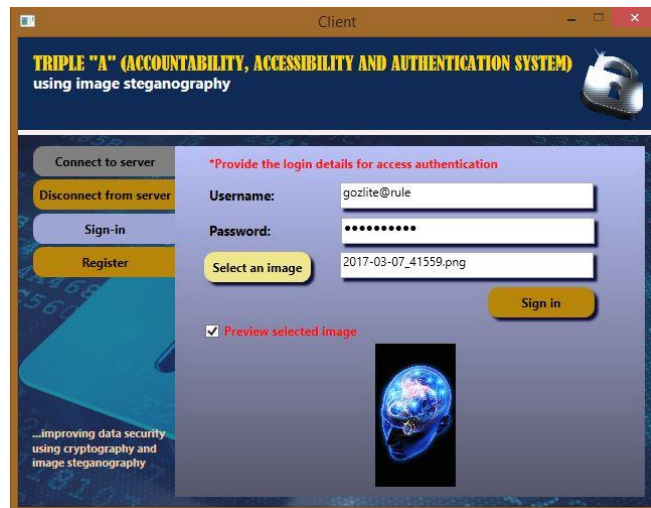 Client
TRIPLE "A" (ACCOUNTABILITY, ACCESSIBILITY AND AUTHENTICATION SYSTEM)
using image steganography
Connect to server
Disconnect from server
Sign-in
Register
*Provide the login details for access authentication
Username:
gozlite@rule
Password:
••••••••••
Select an image
2017-03-07_41559.png
Sign in
Preview selected image
...improving data security
using cryptography and
image steganography